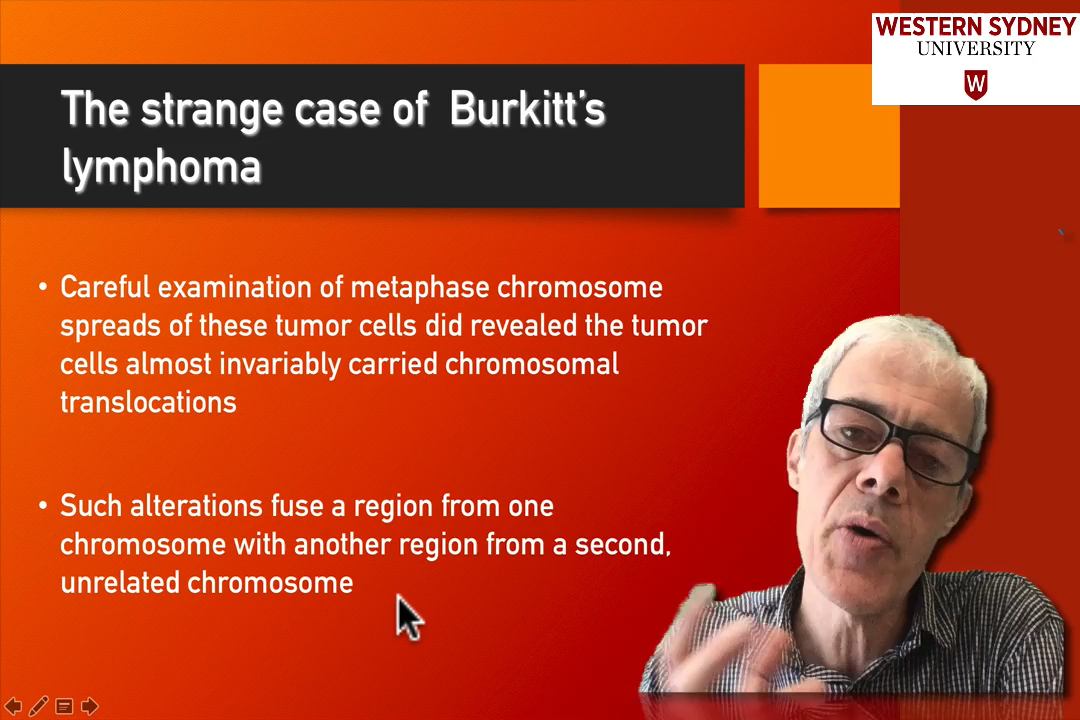 WESTERN SYDNEY
UNIVERSITY
W
The strange case of Burkitt's
lymphoma
• Careful examination of metaphase chromosome
spreads of these tumor cells did revealed the tumor
cells almost invariably carried chromosomal
translocations
• Such alterations fuse a region from one
chromosome with another region from a second,
unrelated chromosome